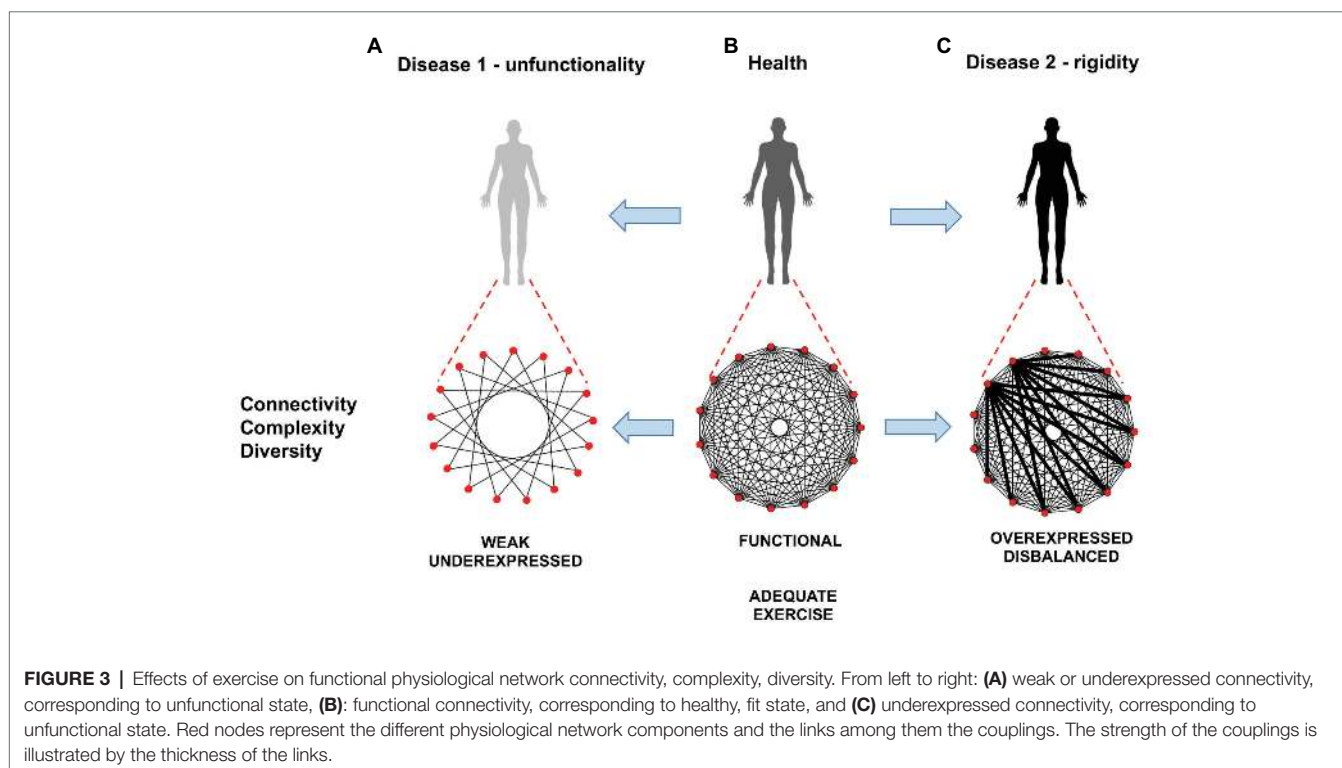 A
Disease 1 - unfunctionality
B
Health
C
Disease 2 - rigidity
Connectivity
Complexity
Diversity
WEAK
UNDEREXPRESSED
FUNCTIONAL
ADEQUATE
EXERCISE
OVEREXPRESSED
DISBALANCED
FIGURE 3 | Effects of exercise on functional physiological network connectivity, complexity, diversity. From left to right: (A) weak or underexpressed connectivity,
corresponding to unfunctional state, (B): functional connectivity, corresponding to healthy, fit state, and (C) underexpressed connectivity, corresponding to
unfunctional state. Red nodes represent the different physiological network components and the links among them the couplings. The strength of the couplings is
illustrated by the thickness of the links.